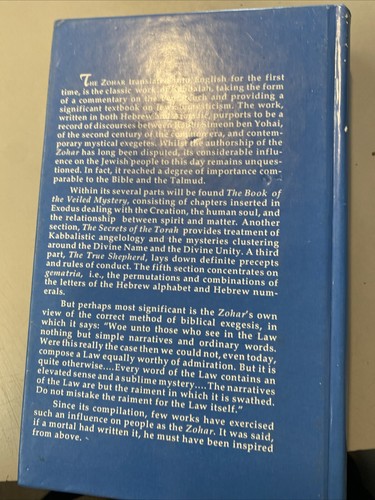 THE ZOHAR translated into English for the first
time, is the classic work of Kabbalah, taking the form
of a commentary on the Pentateuch and providing a
significant textbook on mysticism. The work,
written in both Hebrew and Aramaic, purports to be a
record of discourses between Rabbi Simeon ben Yohai,
of the second century of the common era, and contem-
porary mystical exegetes. Whilst the authorship of the
Zohar has long been disputed, its considerable influ-
ence on the Jewish people to this day remains unques-
tioned. In fact, it reached a degree of importance com-
parable to the Bible and the Talmud.
Within its several parts will be found The Book of
the Veiled Mystery, consisting of chapters inserted in
Exodus dealing with the Creation, the human soul, and
the relationship between spirit and matter. Another
section, The Secrets of the Torah provides treatment of
Kabbalistic angelology and the mysteries clustering
around the Divine Name and the Divine Unity. A third
part, The True Shepherd, lays down definite precepts
and rules of conduct. The fifth section concentrates on
gematria, i.e., the permutations and combinations of
the letters of the Hebrew alphabet and Hebrew num-
erals.
But perhaps most significant is the Zohar's own
view of the correct method of biblical exegesis, in
which it says: "Woe unto those who see in the Law
nothing but simple narratives and ordinary words.
Were this really the case then we could not, even today,
compose a Law equally worthy of admiration. But it is
quite otherwise....Every word of the Law contains an
elevated sense and a sublime mystery....The narratives
of the Law are but the raiment in which it is swathed.
Do not mistake the raiment for the Law itself."
Since its compilation, few works have exercised
such an influence on people as the Zohar. It was said,
if a mortal had written it, he must have been inspired
from above.